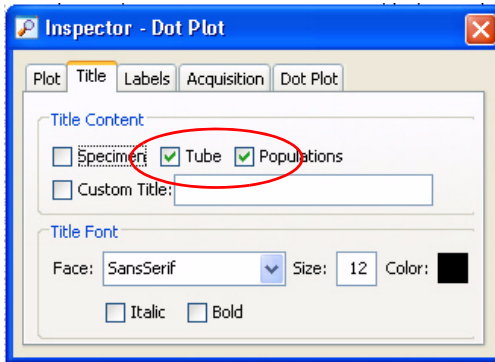 Inspector - Dot Plot
Plot Title Labels Acquisition Dot Plot
Title Content
Specimen Tube Populations
Custom Title:
Title Font
Face: SansSerif Size: 12 Color:
Italic Bold